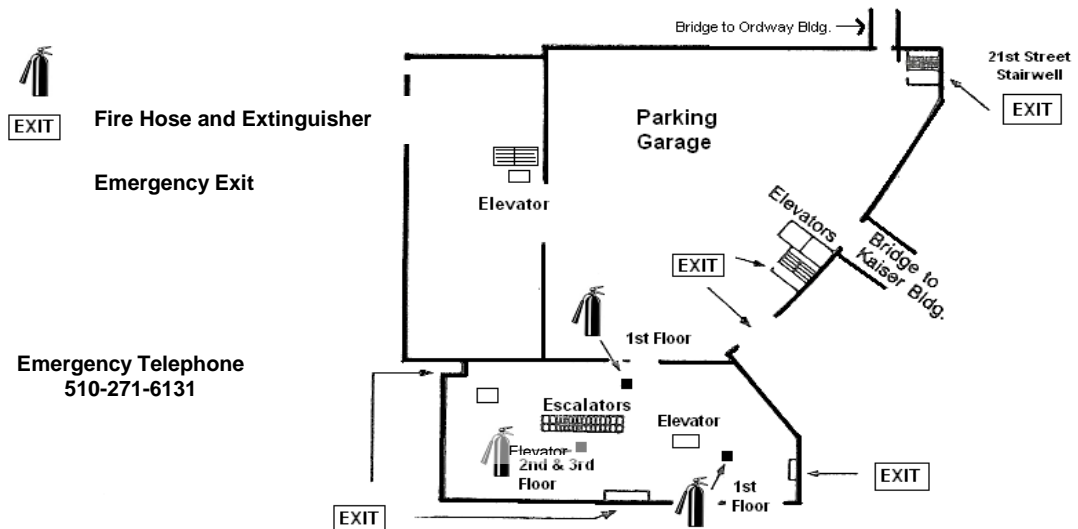 Bridge to Ordway Bldg.
21st Street
Stairwell
EXIT
EXIT
Fire Hose and Extinguisher
Emergency Exit
Parking
Garage
Elevator
Elevators
Bridge to
Kaiser Bldg.
EXIT
1st Floor
Emergency Telephone
510-271-6131
Escalators
Elevator
Elevator
2nd & 3rd
Floor
1st
Floor
EXIT
EXIT